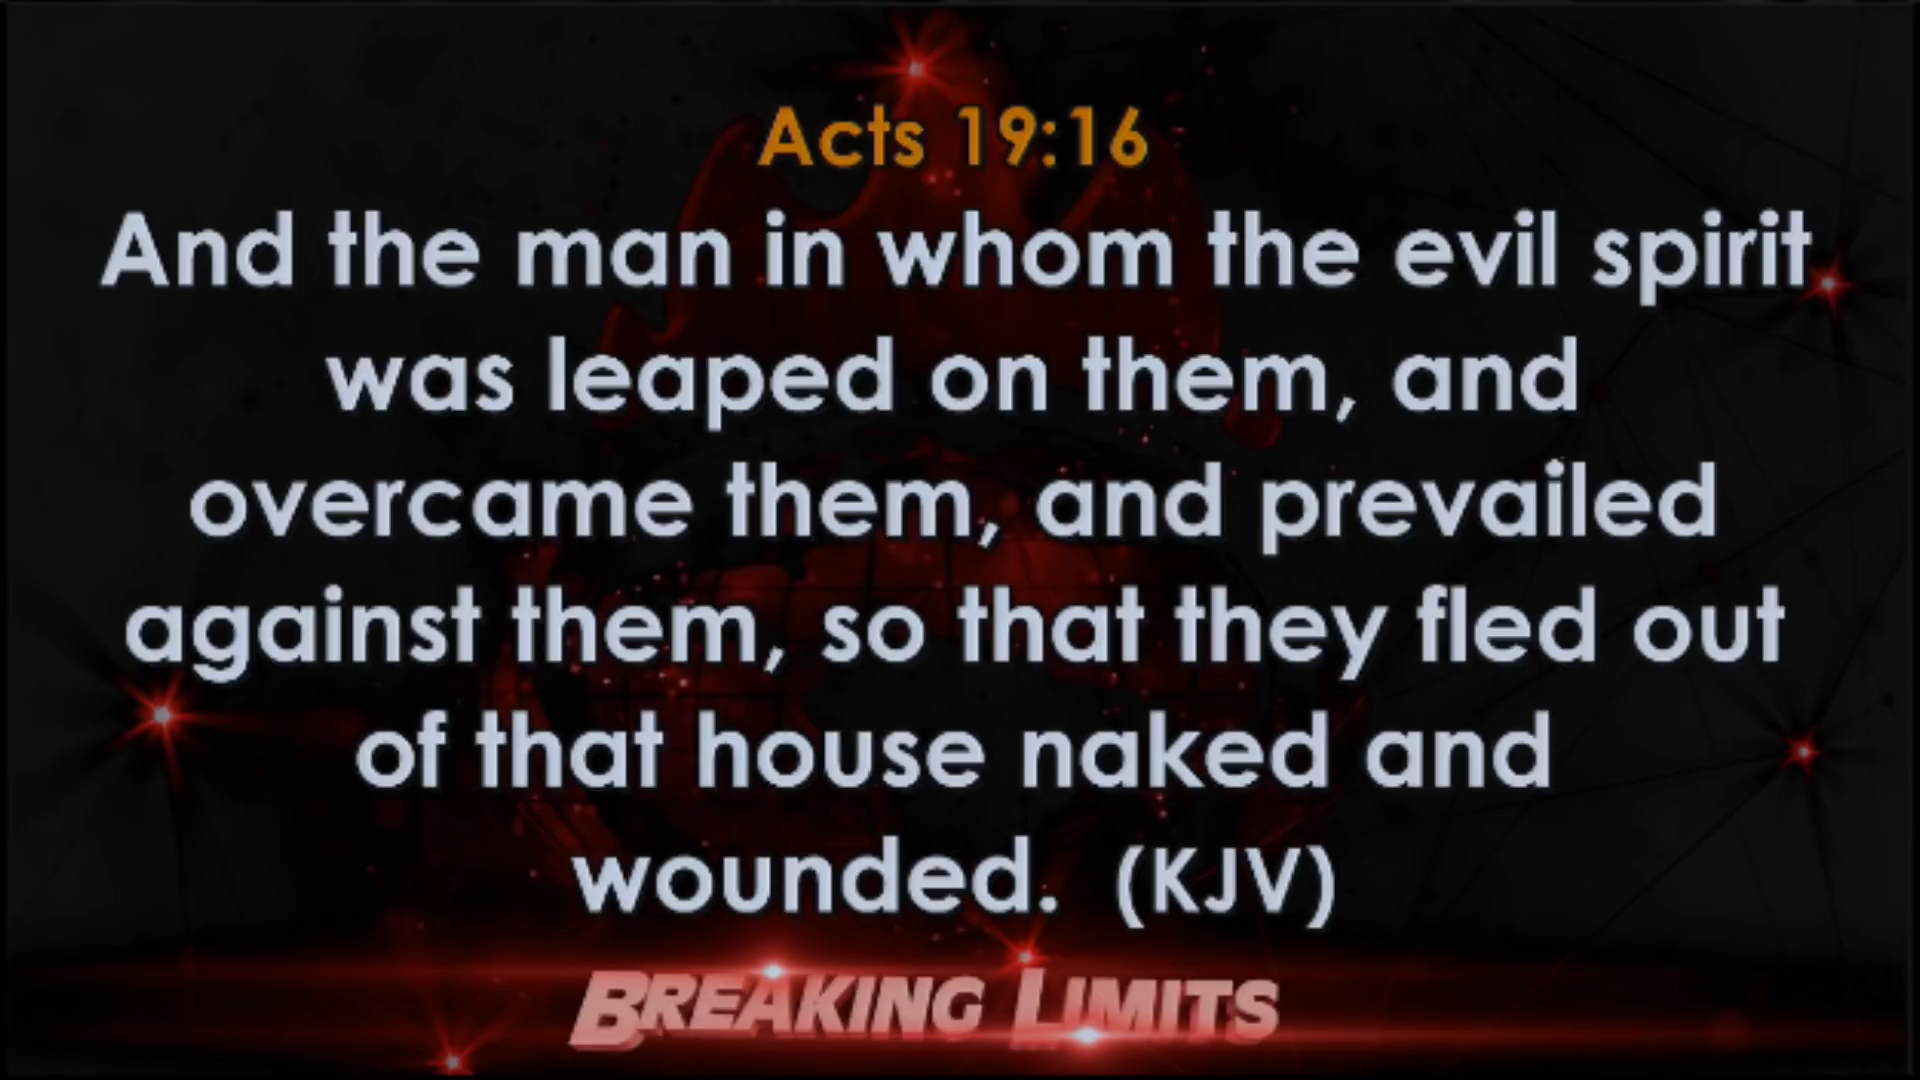 Acts 19:16
And the man in whom the evil spirit
was leaped on them, and
overcame them, and prevailed
against them, so that they fled out
of that house naked and
wounded.  (KJV)
BREAKING LIMITS